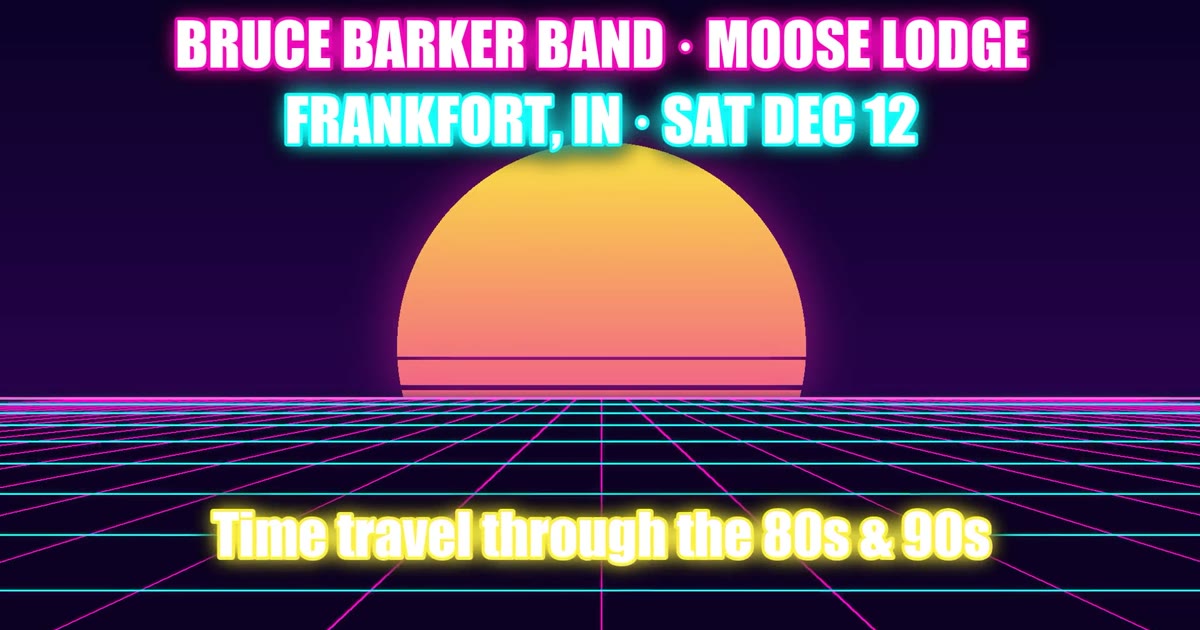 BRUCE BARKER BAND · MOOSE LODGE
FRANKFORT, IN · SAT DEC 12
Time travel through the 80s & 90s